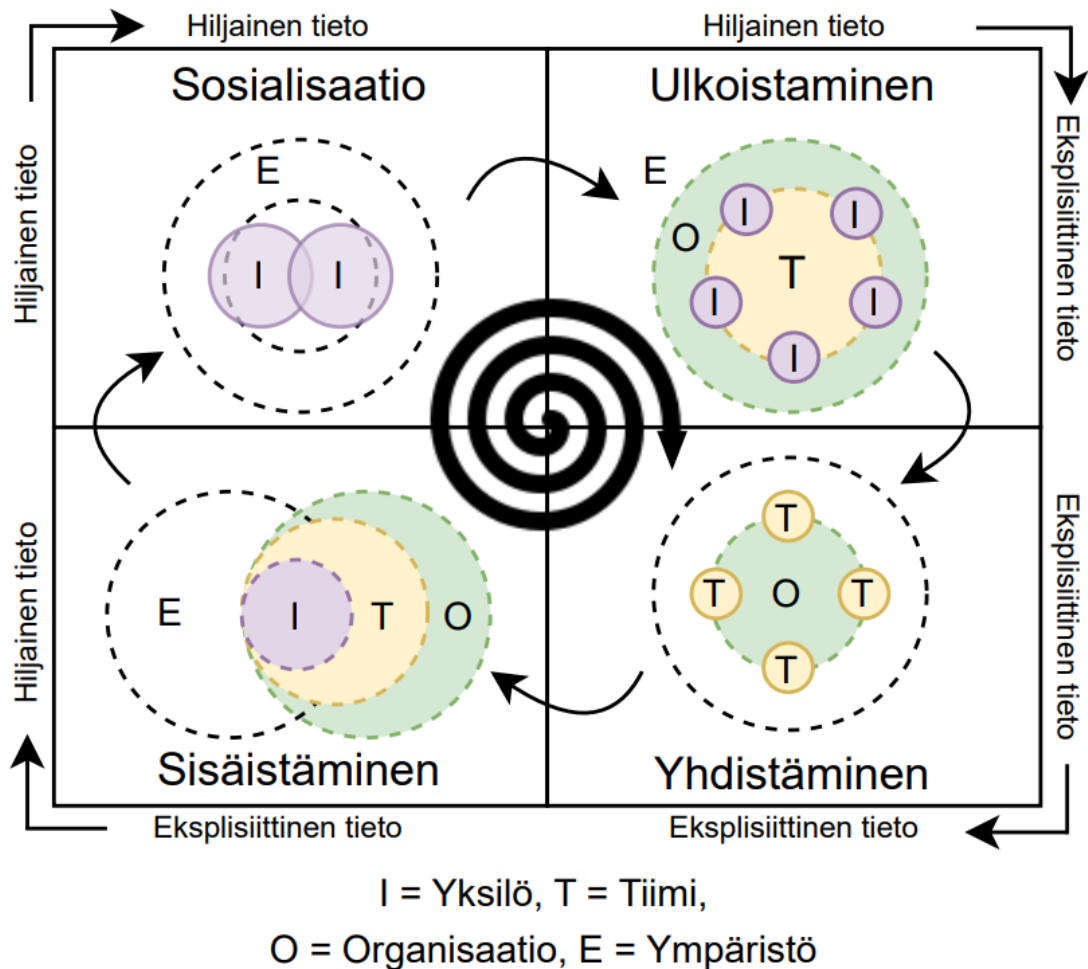 Hiljainen tieto
Hiljainen tieto
Sosialisaatio
Ulkoistaminen
Hiljainen tieto
Eksplisiittinen tieto
E
I
I
E
O
I
I
T
I
I
I
Hiljainen tieto
Eksplisiittinen tieto
E
I
T
O
T
T
O
T
T
Sisäistäminen
Yhdistäminen
Eksplisiittinen tieto
Eksplisiittinen tieto
I = Yksilö, T = Tiimi,
O = Organisaatio, E = Ympäristö